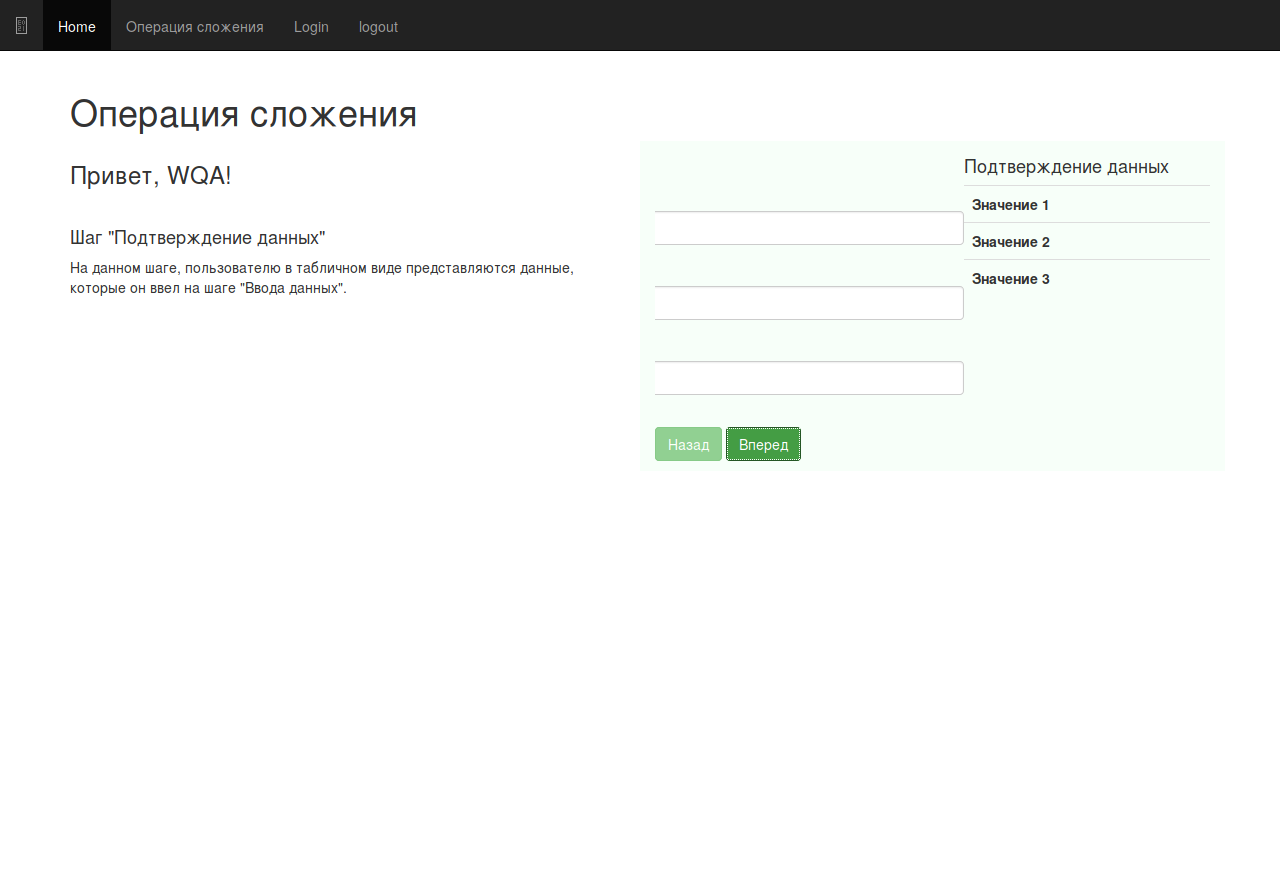 Home Операция сложения Login logout
Операция сложения
Привет, WQA!
Шаг "Подтверждение данных"
На данном шаге, пользователю в табличном виде представляются данные,
которые он ввел на шаге "Ввода данных".
Подтверждение данных
Значение 1
Значение 2
Значение 3
Назад Вперед